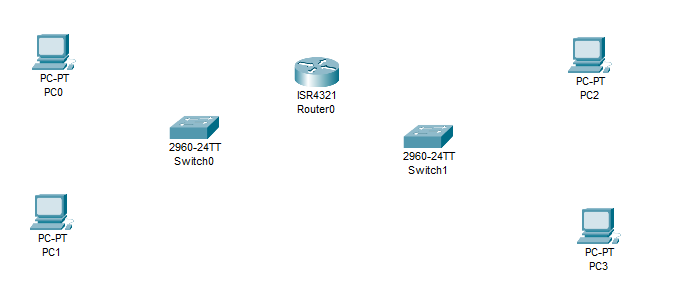 PC-PT
PC0
ISR4321
Router0
PC-PT
PC2
2960-24TT
Switch0
2960-24TT
Switch1
PC-PT
PC1
PC-PT
PC3